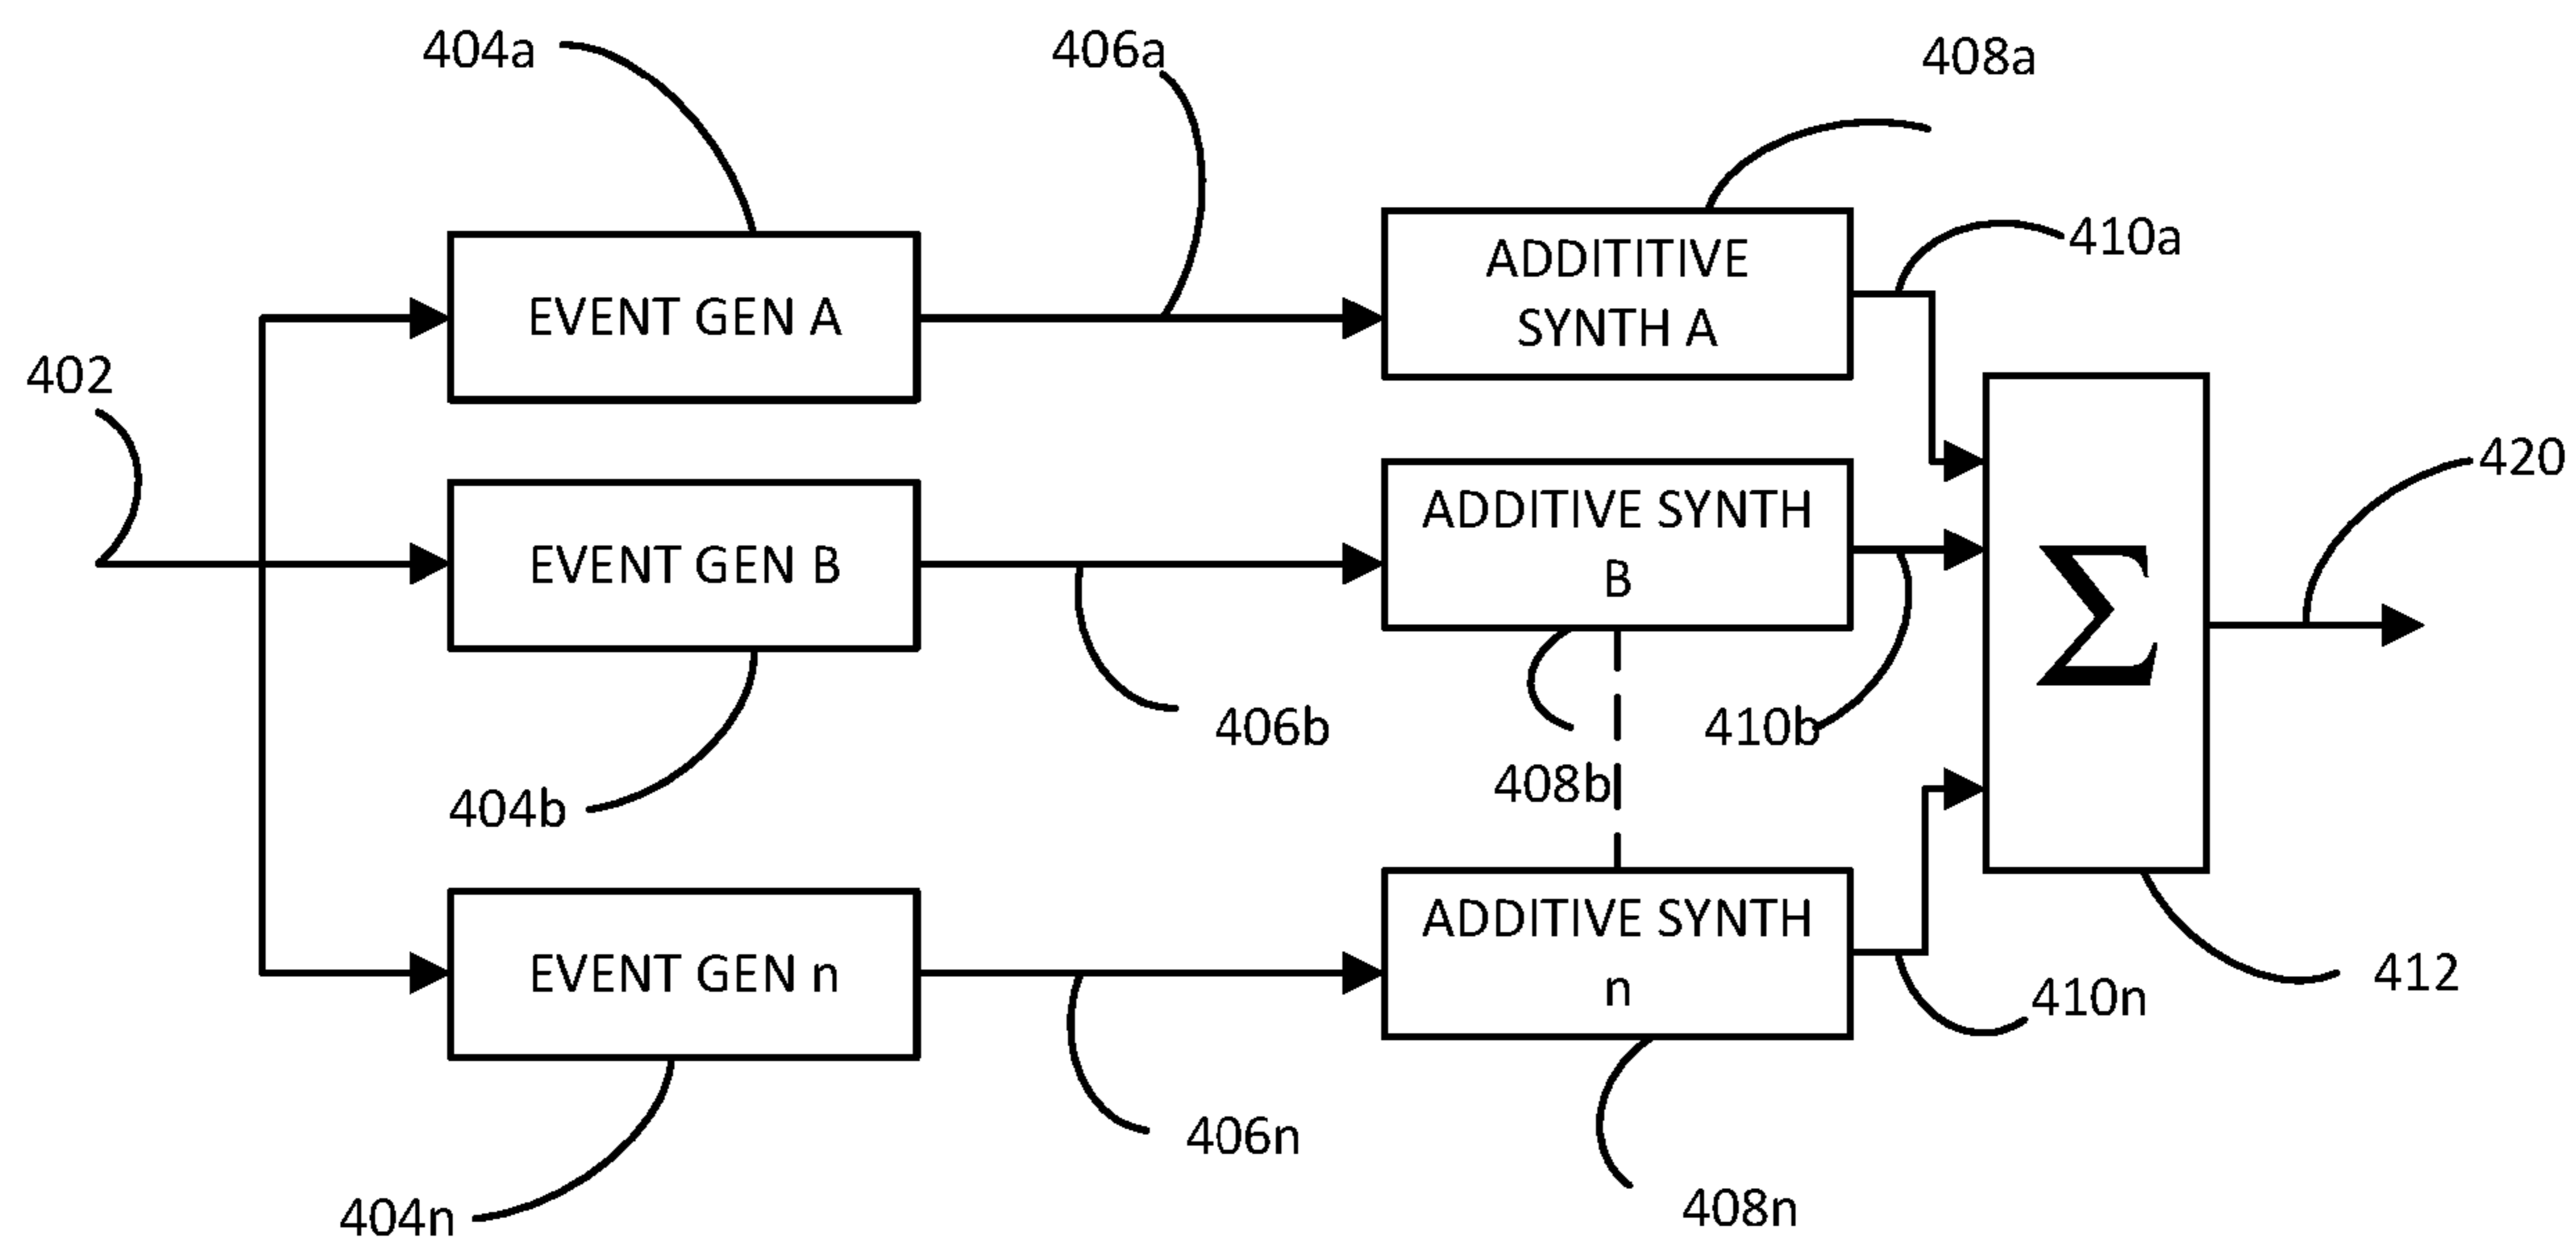 404a
406a
408a
410a
ADDITITIVE
SYNTH A
EVENT GEN A
402
420
ADDITIVE SYNTH
B
EVENT GEN B
Σ
406b
410b
408b
404b
ADDITIVE SYNTH
n
EVENT GEN n
412
410n
406n
408n
404n